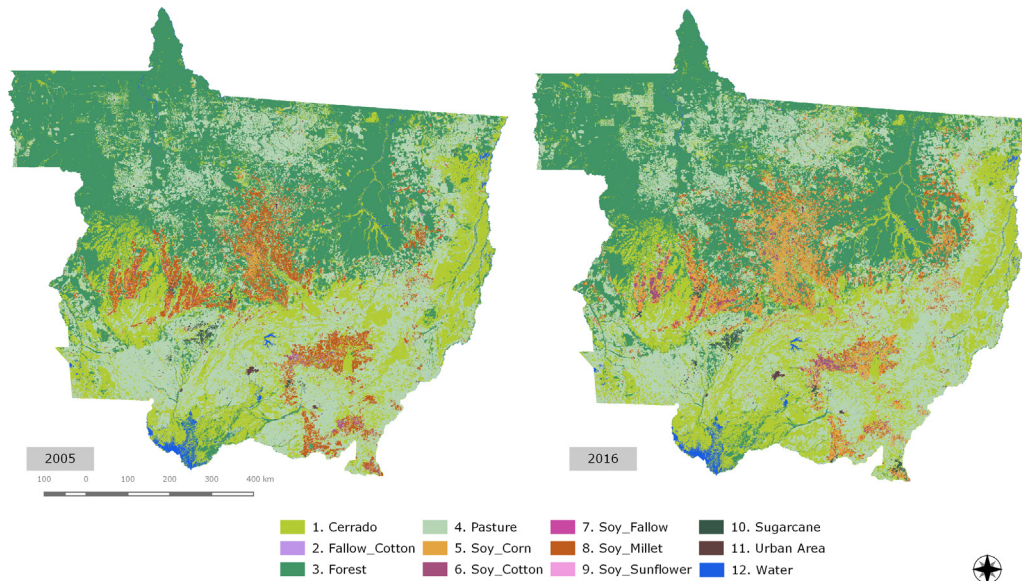 2005
2016
100 0 100 200 300 400 km
1. Cerrado
4. Pasture
7. Soy_Fallow
10. Sugarcane
2. Fallow_Cotton
5. Soy_Corn
8. Soy_Millet
11. Urban Area
3. Forest
6. Soy_Cotton
9. Soy_Sunflower
12. Water